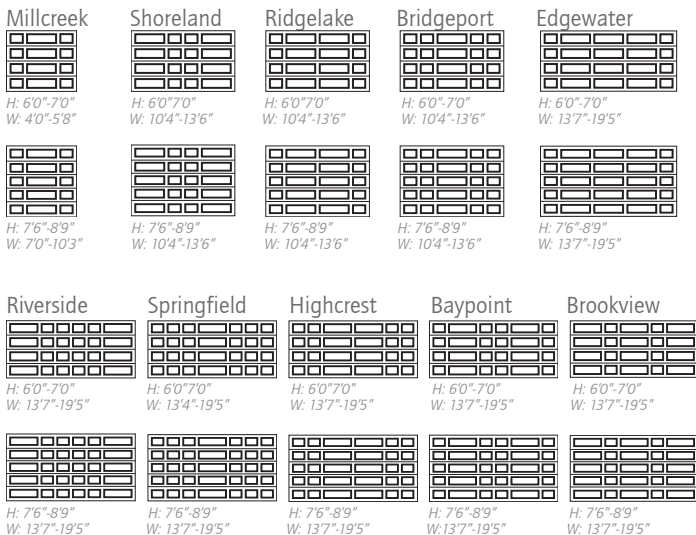 Millcreek Shoreland Ridgelake Bridgeport Edgewater
H: 6'0"-7'0" H: 6'0"7'0" H: 6'0"7'0" H: 6'0"-7'0" H: 6'0"-7'0"
W: 4'0"-5'8" W: 10'4"-13'6" W: 10'4"-13'6" W: 10'4"-13'6" W: 13'7"-19'5"
H: 7'6"-8'9" H: 7'6"-8'9" H: 7'6"-8'9" H: 7'6"-8'9" H: 7'6"-8'9"
W: 7'0"-10'3" W: 10'4"-13'6" W: 10'4"-13'6" W: 10'4"-13'6" W: 13'7"-19'5"
Riverside Springfield Highcrest Baypoint Brookview
H: 6'0"-7'0" H: 6'0"7'0" H: 6'0"7'0" H: 6'0"-7'0" H: 6'0"-7'0"
W: 13'7"-19'5" W: 13'4"-19'5" W: 13'7"-19'5" W: 13'7"-19'5" W: 13'7"-19'5"
H: 7'6"-8'9" H: 7'6"-8'9" H: 7'6"-8'9" H: 7'6"-8'9" H: 7'6"-8'9"
W: 13'7"-19'5" W: 13'7"-19'5" W: 13'7"-19'5" W:13'7"-19'5" W: 13'7"-19'5"